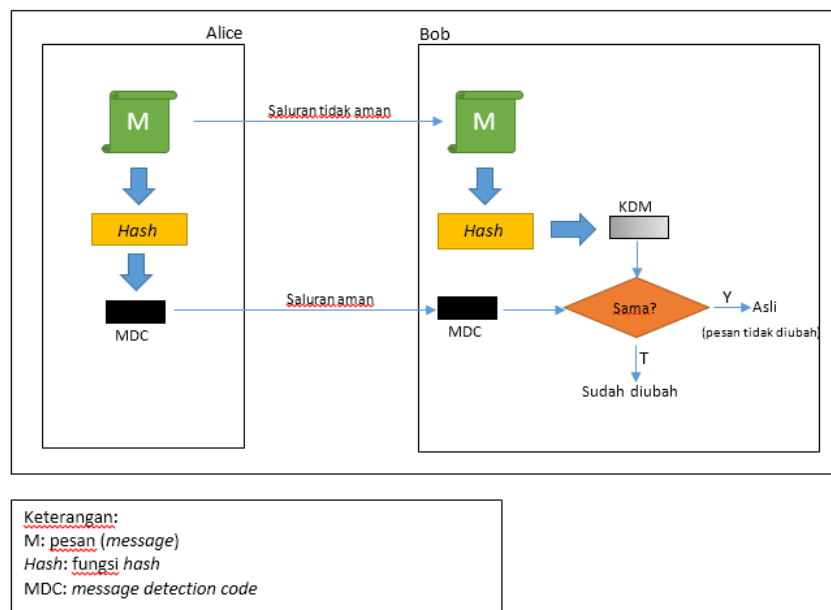 Alice
Bob
M
Saluran tidak aman
M
Hash
Hash
KDM
MDC
Saluran aman
MDC
Sama?
Y
Asli
(pesan tidak diubah)
T
Sudah diubah
Keterangan:
M: pesan (message)
Hash: fungsi hash
MDC: message detection code